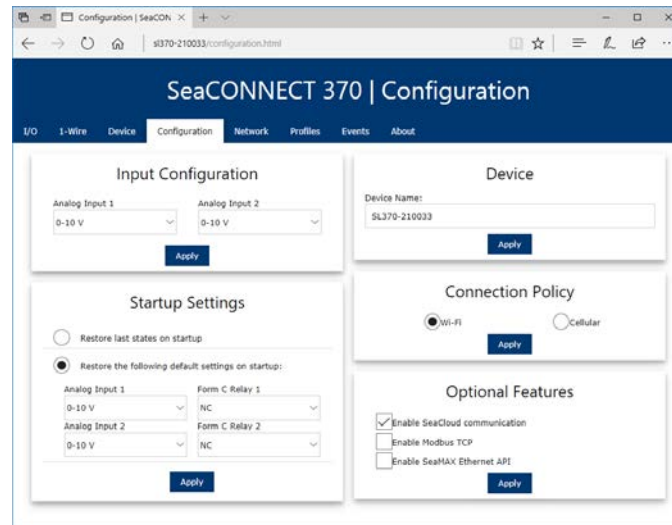 Configuration | SeaCON
sl370-210033/configuration.html
SeaCONNECT 370 | Configuration
I/O 1-Wire Device Configuration Network Profiles Events About
Input Configuration
Analog Input 1 Analog Input 2
0-10 V 0-10 V
Apply
Startup Settings
Restore last states on startup
Restore the following default settings on startup:
Analog Input 1 Form C Relay 1
0-10 V NC
Analog Input 2 Form C Relay 2
0-10 V NC
Apply
Device
Device Name:
SL370-210033
Apply
Connection Policy
Wi-Fi Cellular
Apply
Optional Features
Enable SeaCloud communication
Enable Modbus TCP
Enable SeaMAX Ethernet API
Apply